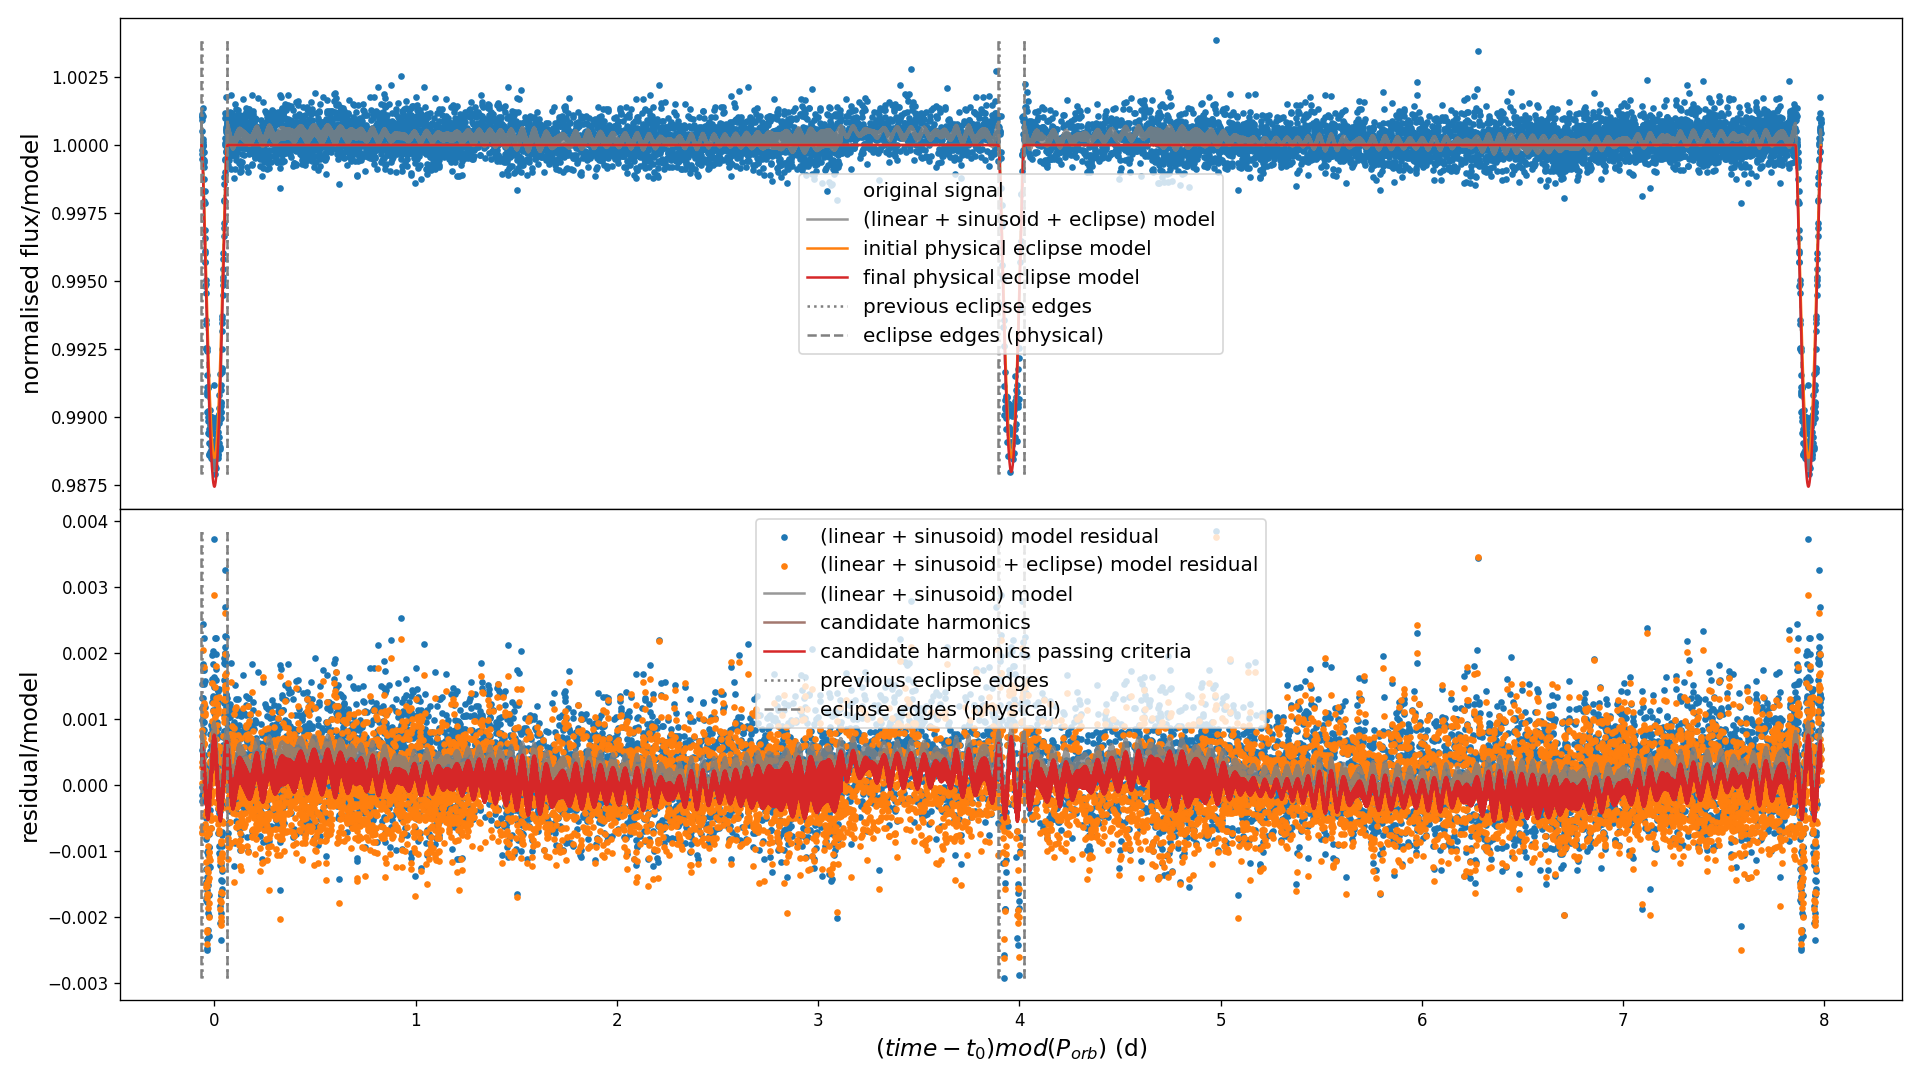 normalised flux/model
1.0025
1.0000
0.9975
0.9950
0.9925
0.9900
0.9875
original signal
(linear + sinusoid + eclipse) model
initial physical eclipse model
final physical eclipse model
previous eclipse edges
eclipse edges (physical)
residual/model
0.004
0.003
0.002
0.001
0.000
−0.001
−0.002
−0.003
(linear + sinusoid) model residual
(linear + sinusoid + eclipse) model residual
(linear + sinusoid) model
candidate harmonics
candidate harmonics passing criteria
previous eclipse edges
eclipse edges (physical)
0 1 2 3 4 5 6 7 8
(time − t₀)mod(P_orb) (d)